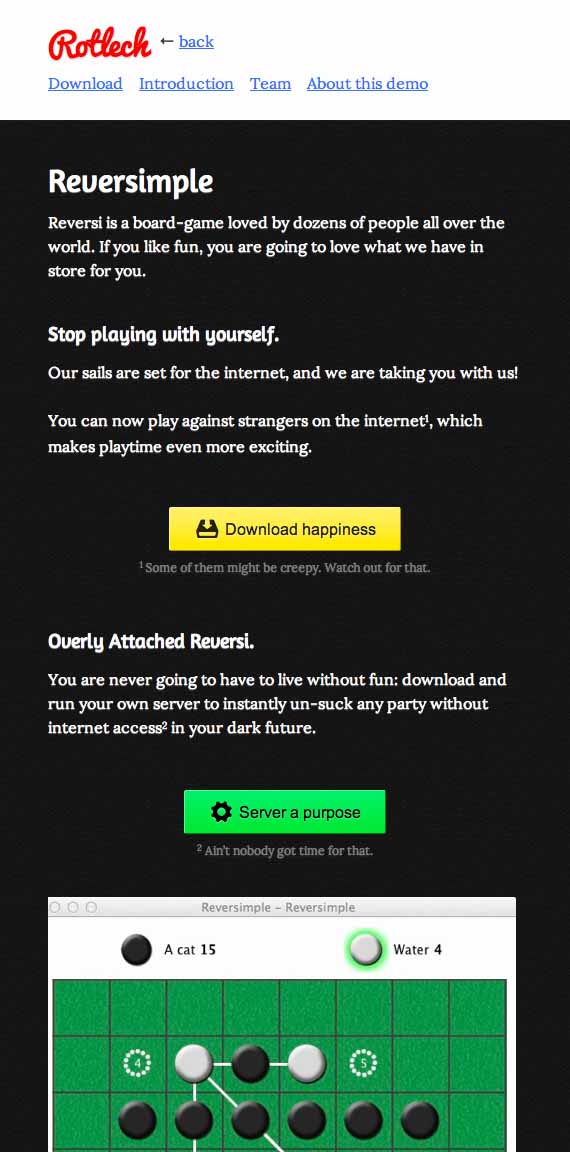 Rotlech ← back
Download Introduction Team About this demo
Reversimple
Reversi is a board-game loved by dozens of people all over the
world. If you like fun, you are going to love what we have in
store for you.
Stop playing with yourself.
Our sails are set for the internet, and we are taking you with us!
You can now play against strangers on the internet¹, which
makes playtime even more exciting.
Download happiness
¹ Some of them might be creepy. Watch out for that.
Overly Attached Reversi.
You are never going to have to live without fun: download and
run your own server to instantly un-suck any party without
internet access² in your dark future.
Server a purpose
² Ain't nobody got time for that.
Reversimple – Reversimple
A cat 15 Water 4
4 5